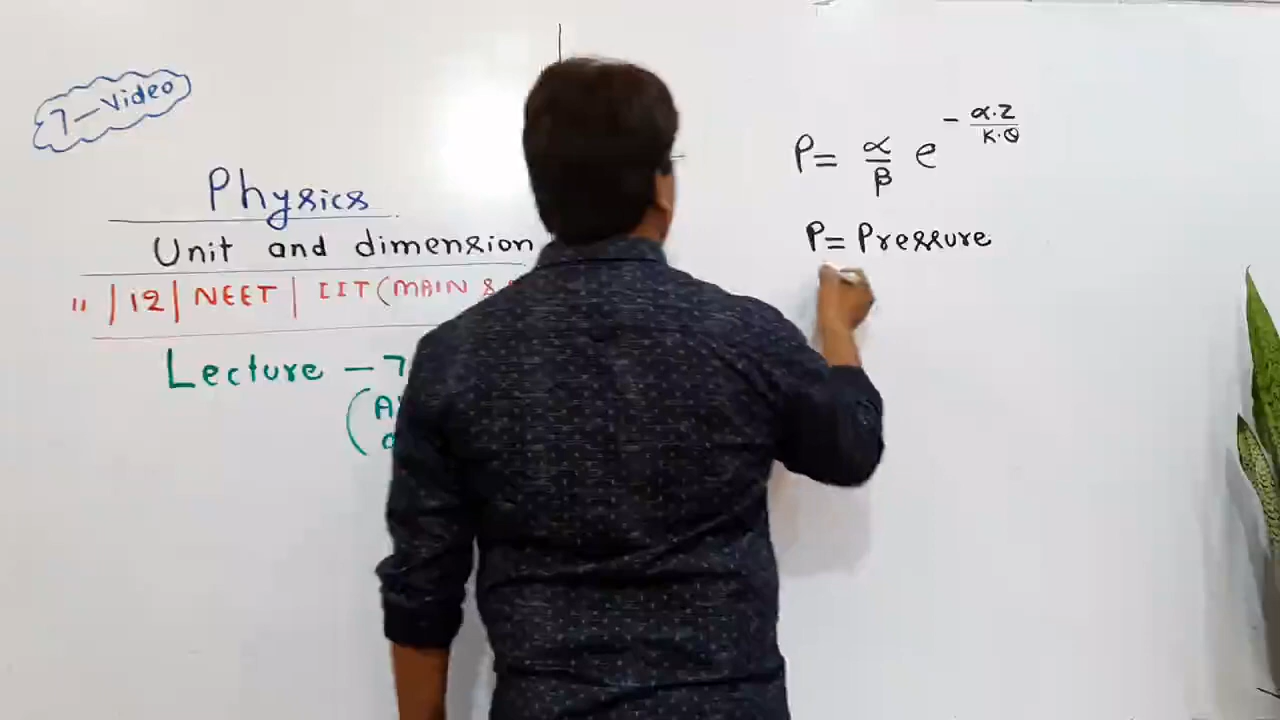 7-Video
Physics
Unit and dimension
11 | 12 | NEET | IIT (MAIN &
Lecture - 7
P = α/β e^(-α·Z/K·θ)
P = Pressure